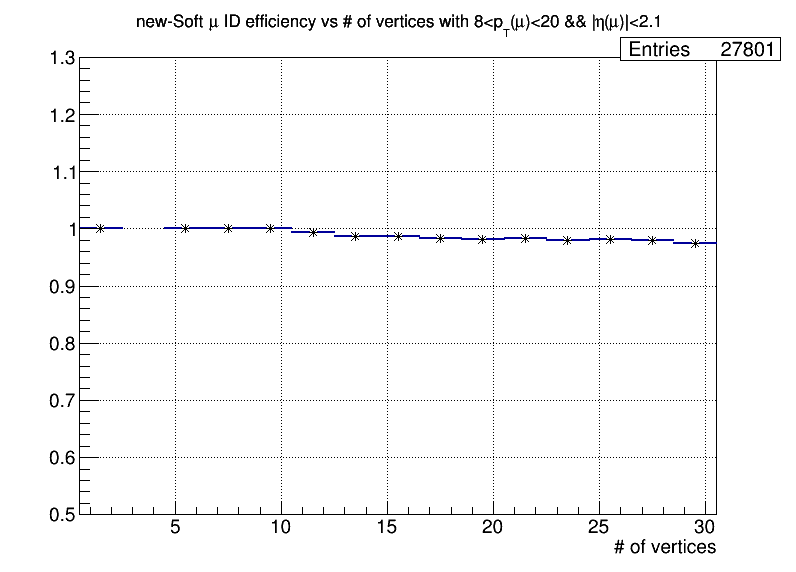 new-Soft μ ID efficiency vs # of vertices with 8<p_T(μ)<20 && |η(μ)|<2.1
Entries 27801
1.3
1.2
1.1
1
0.9
0.8
0.7
0.6
0.5
5 10 15 20 25 30
# of vertices